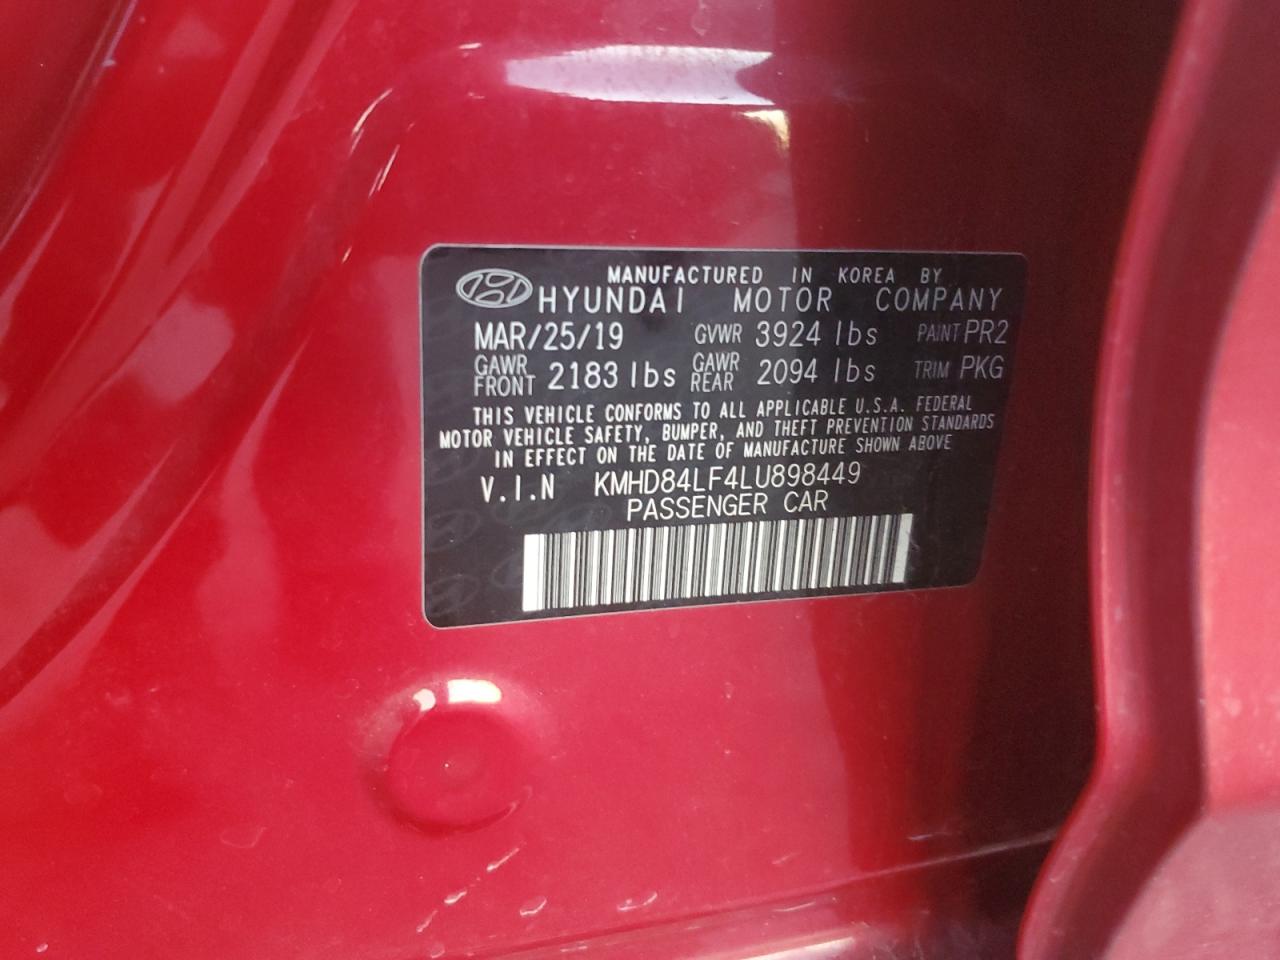 MANUFACTURED IN KOREA BY
HYUNDAI MOTOR COMPANY
MAR/25/19 GVWR 3924 lbs PAINT PR2
GAWR FRONT 2183 lbs GAWR REAR 2094 lbs TRIM PKG
THIS VEHICLE CONFORMS TO ALL APPLICABLE U.S.A. FEDERAL
MOTOR VEHICLE SAFETY, BUMPER, AND THEFT PREVENTION STANDARDS
IN EFFECT ON THE DATE OF MANUFACTURE SHOWN ABOVE
V.I.N KMHD84LF4LU898449
PASSENGER CAR